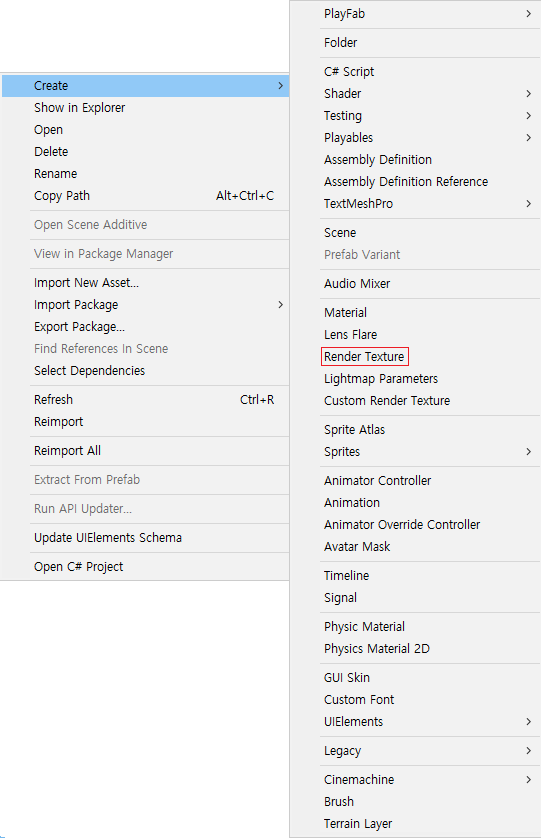 Create
Show in Explorer
Open
Delete
Rename
Copy Path Alt+Ctrl+C
Open Scene Additive
View in Package Manager
Import New Asset...
Import Package
Export Package...
Find References In Scene
Select Dependencies
Refresh Ctrl+R
Reimport
Reimport All
Extract From Prefab
Run API Updater...
Update UIElements Schema
Open C# Project
PlayFab
Folder
C# Script
Shader
Testing
Playables
Assembly Definition
Assembly Definition Reference
TextMeshPro
Scene
Prefab Variant
Audio Mixer
Material
Lens Flare
Render Texture
Lightmap Parameters
Custom Render Texture
Sprite Atlas
Sprites
Animator Controller
Animation
Animator Override Controller
Avatar Mask
Timeline
Signal
Physic Material
Physics Material 2D
GUI Skin
Custom Font
UIElements
Legacy
Cinemachine
Brush
Terrain Layer